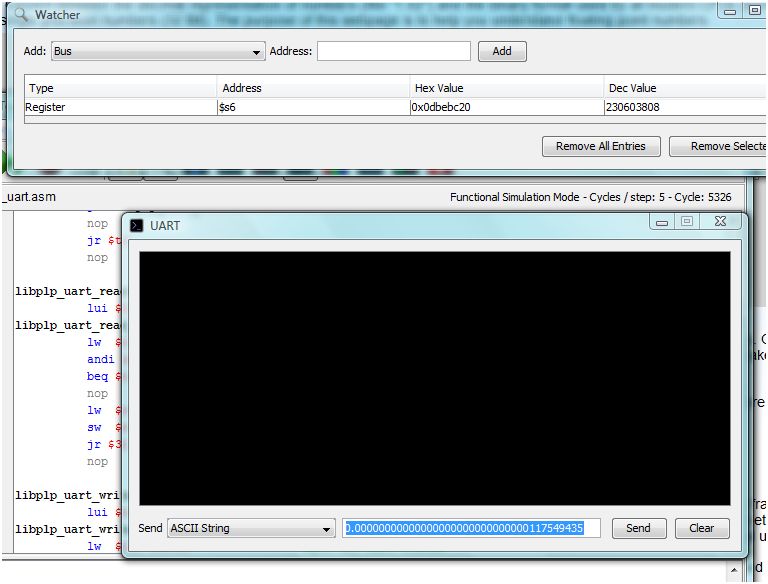 Watcher
Add: Bus Address: Add
Type Address Hex Value Dec Value
Register $s6 0x0dbebc20 230603808
Remove All Entries Remove Selecte
_uart.asm Functional Simulation Mode - Cycles / step: 5 - Cycle: 5326
UART
nop
jr $t
nop
libplp_uart_rea
lui $
libplp_uart_rea
lw $
andi
beq $
nop
lw $
sw $
jr $3
nop
libplp_uart_wri
lui $
libplp_uart_wri
lw $
Send ASCII String Send Clear